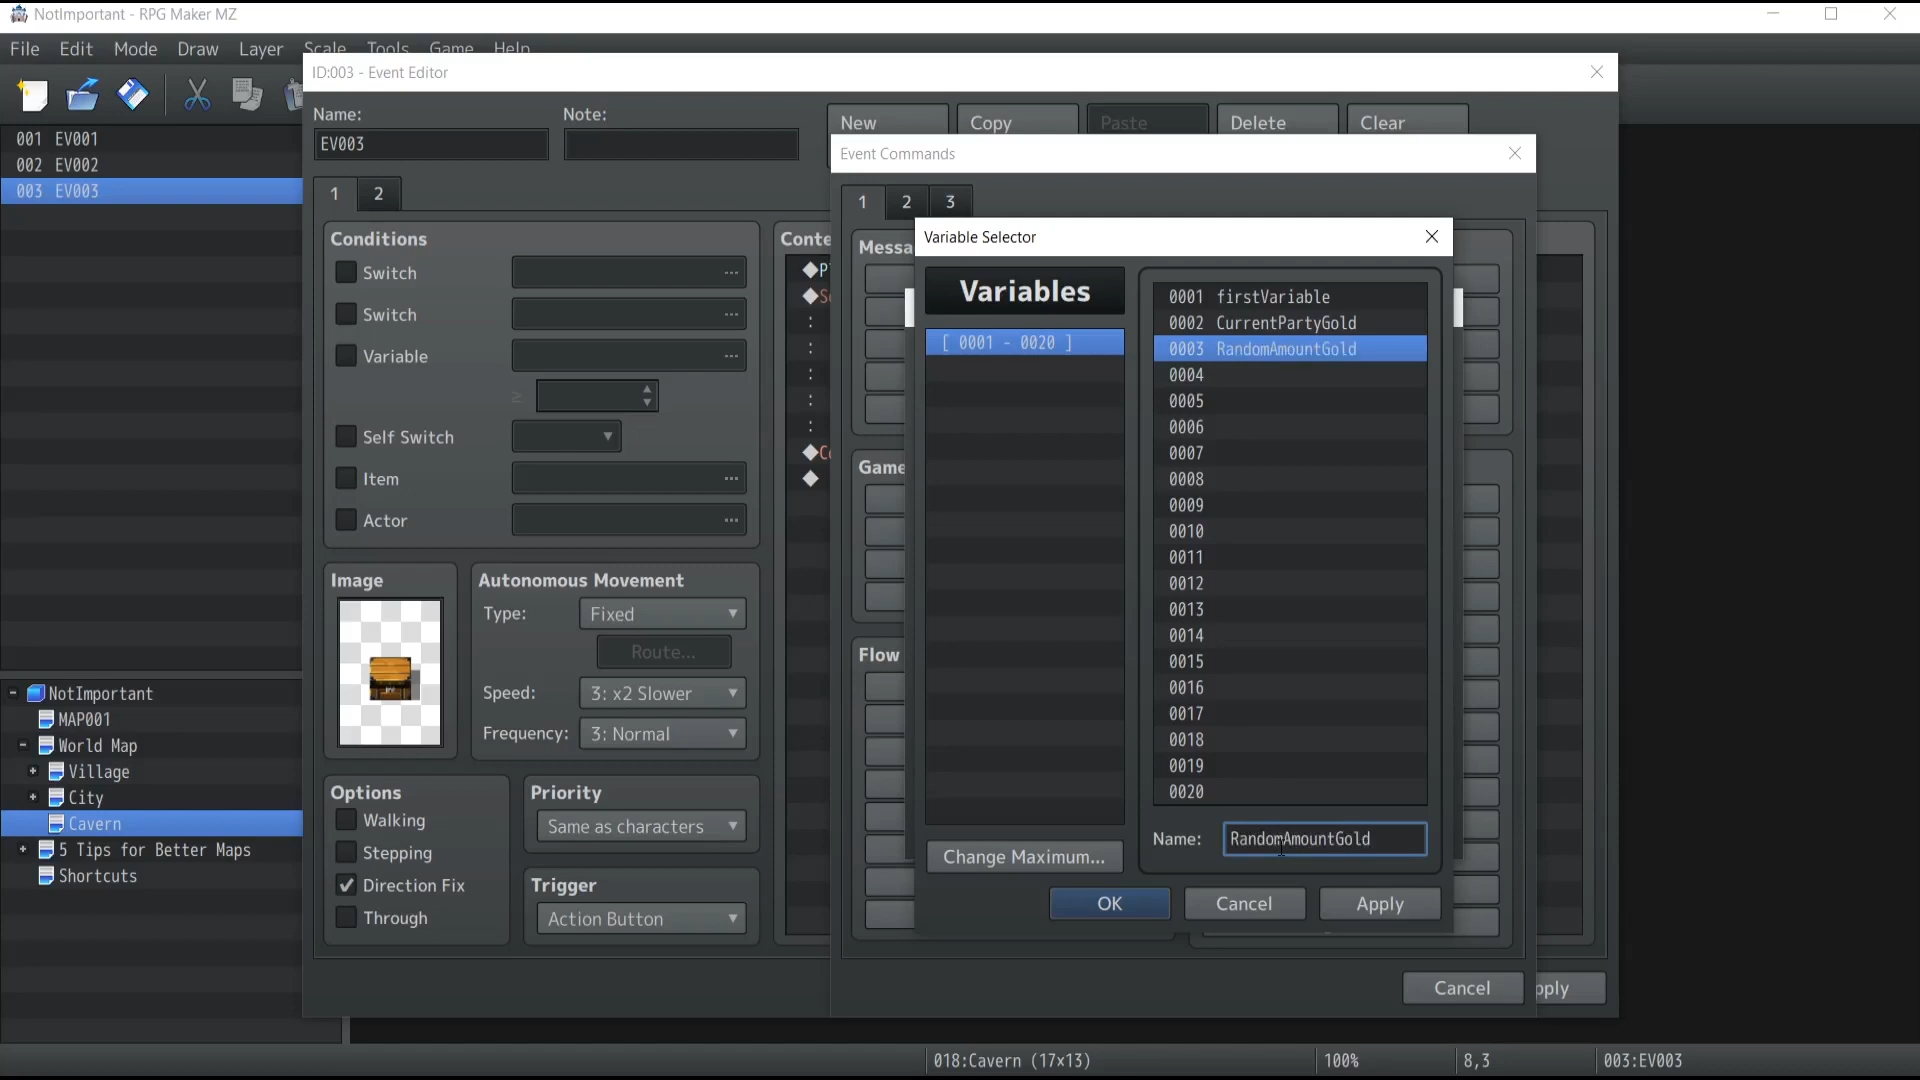 NotImportant - RPG Maker MZ
File Edit Mode Draw Layer Scale Tools Game Help
ID:003 - Event Editor
Name: Note:
EV003
New Copy Paste Delete Clear
001 EV001
002 EV002
003 EV003
1 2
Conditions
Switch ...
Switch ...
Variable ...
≥
Self Switch
Item ...
Actor ...
Image
Autonomous Movement
Type: Fixed
Route...
Speed: 3: x2 Slower
Frequency: 3: Normal
Options
Walking
Stepping
Direction Fix
Through
Priority
Same as characters
Trigger
Action Button
Conte
◆P
◆S
:
:
:
:
:
◆C
◆
Event Commands
1 2 3
Messa
Game
Flow
Variable Selector
Variables
[ 0001 - 0020 ]
0001 firstVariable
0002 CurrentPartyGold
0003 RandomAmountGold
0004
0005
0006
0007
0008
0009
0010
0011
0012
0013
0014
0015
0016
0017
0018
0019
0020
Name: RandomAmountGold
Change Maximum...
OK Cancel Apply
Cancel pply
NotImportant
MAP001
World Map
Village
City
Cavern
5 Tips for Better Maps
Shortcuts
018:Cavern (17×13) 100% 8,3 003:EV003